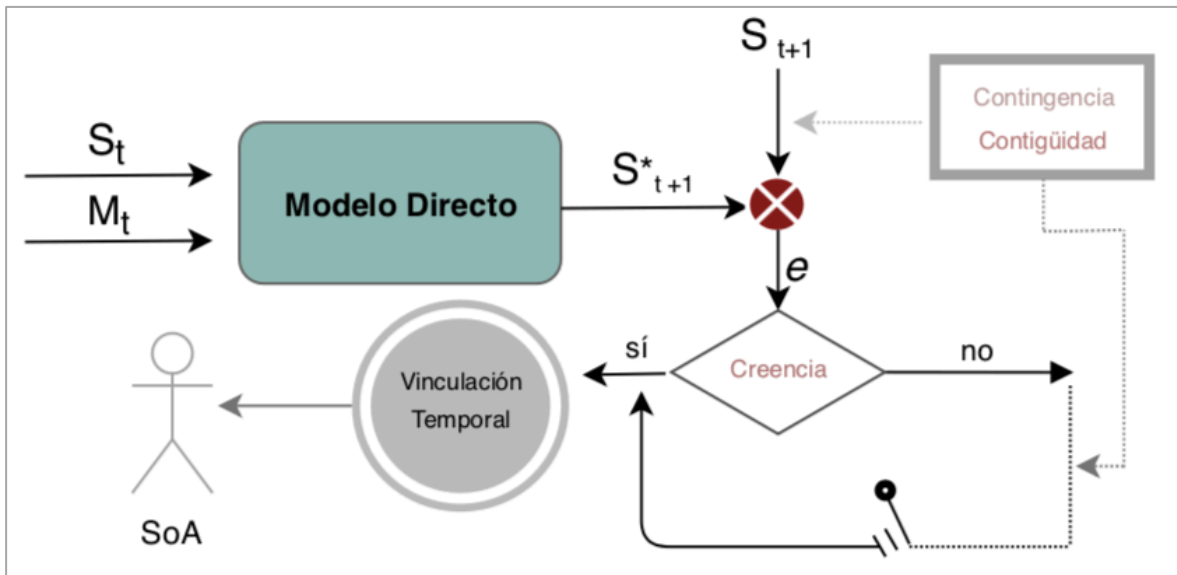 S t+1
Contingencia
Contigüidad
St
Mt
Modelo Directo
S* t+1
e
sí
Creencia
no
Vinculación
Temporal
SoA